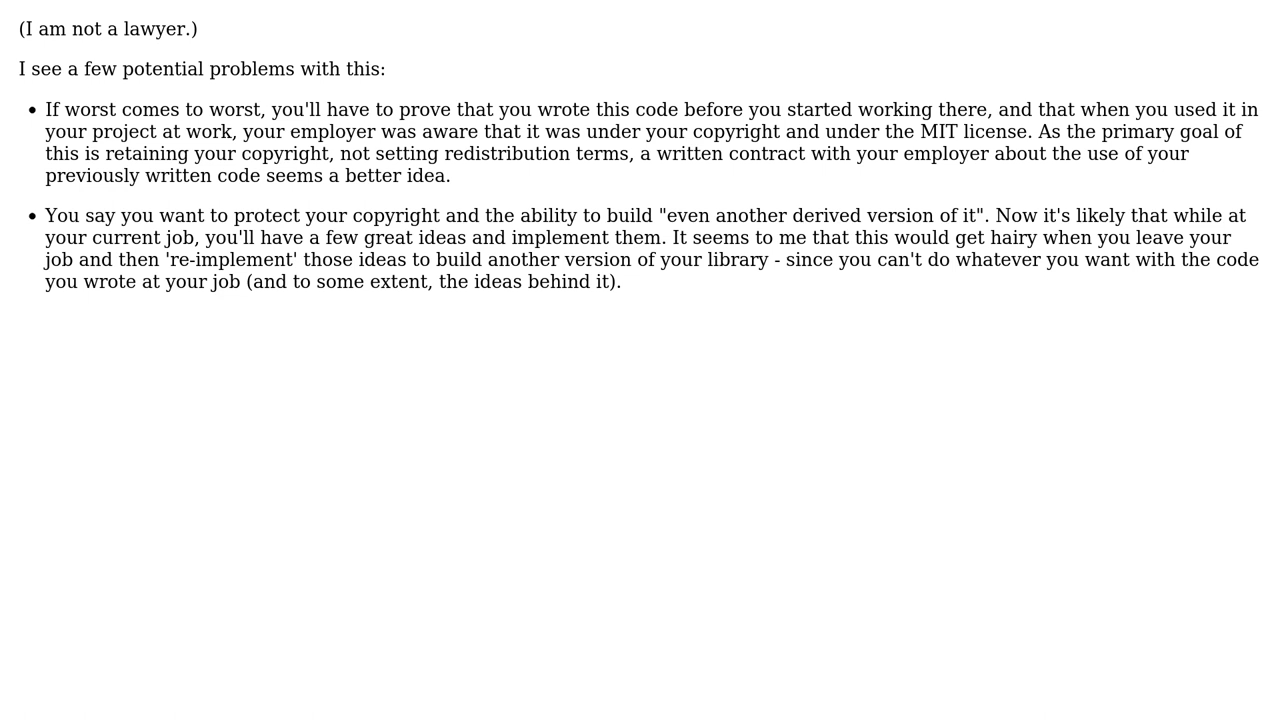 (I am not a lawyer.)
I see a few potential problems with this:
• If worst comes to worst, you'll have to prove that you wrote this code before you started working there, and that when you used it in
your project at work, your employer was aware that it was under your copyright and under the MIT license. As the primary goal of
this is retaining your copyright, not setting redistribution terms, a written contract with your employer about the use of your
previously written code seems a better idea.
• You say you want to protect your copyright and the ability to build "even another derived version of it". Now it's likely that while at
your current job, you'll have a few great ideas and implement them. It seems to me that this would get hairy when you leave your
job and then 're-implement' those ideas to build another version of your library - since you can't do whatever you want with the code
you wrote at your job (and to some extent, the ideas behind it).